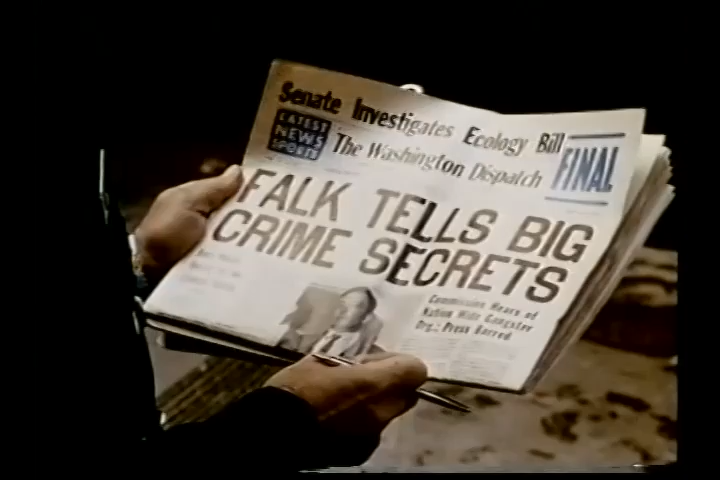 Senate Investigates Ecology Bill
LATEST
NEWS
SPORTS
The Washington Dispatch
FINAL
FALK TELLS BIG
CRIME SECRETS
Commission Hears of
Nation Wide Gangster
Org.; Press Barred